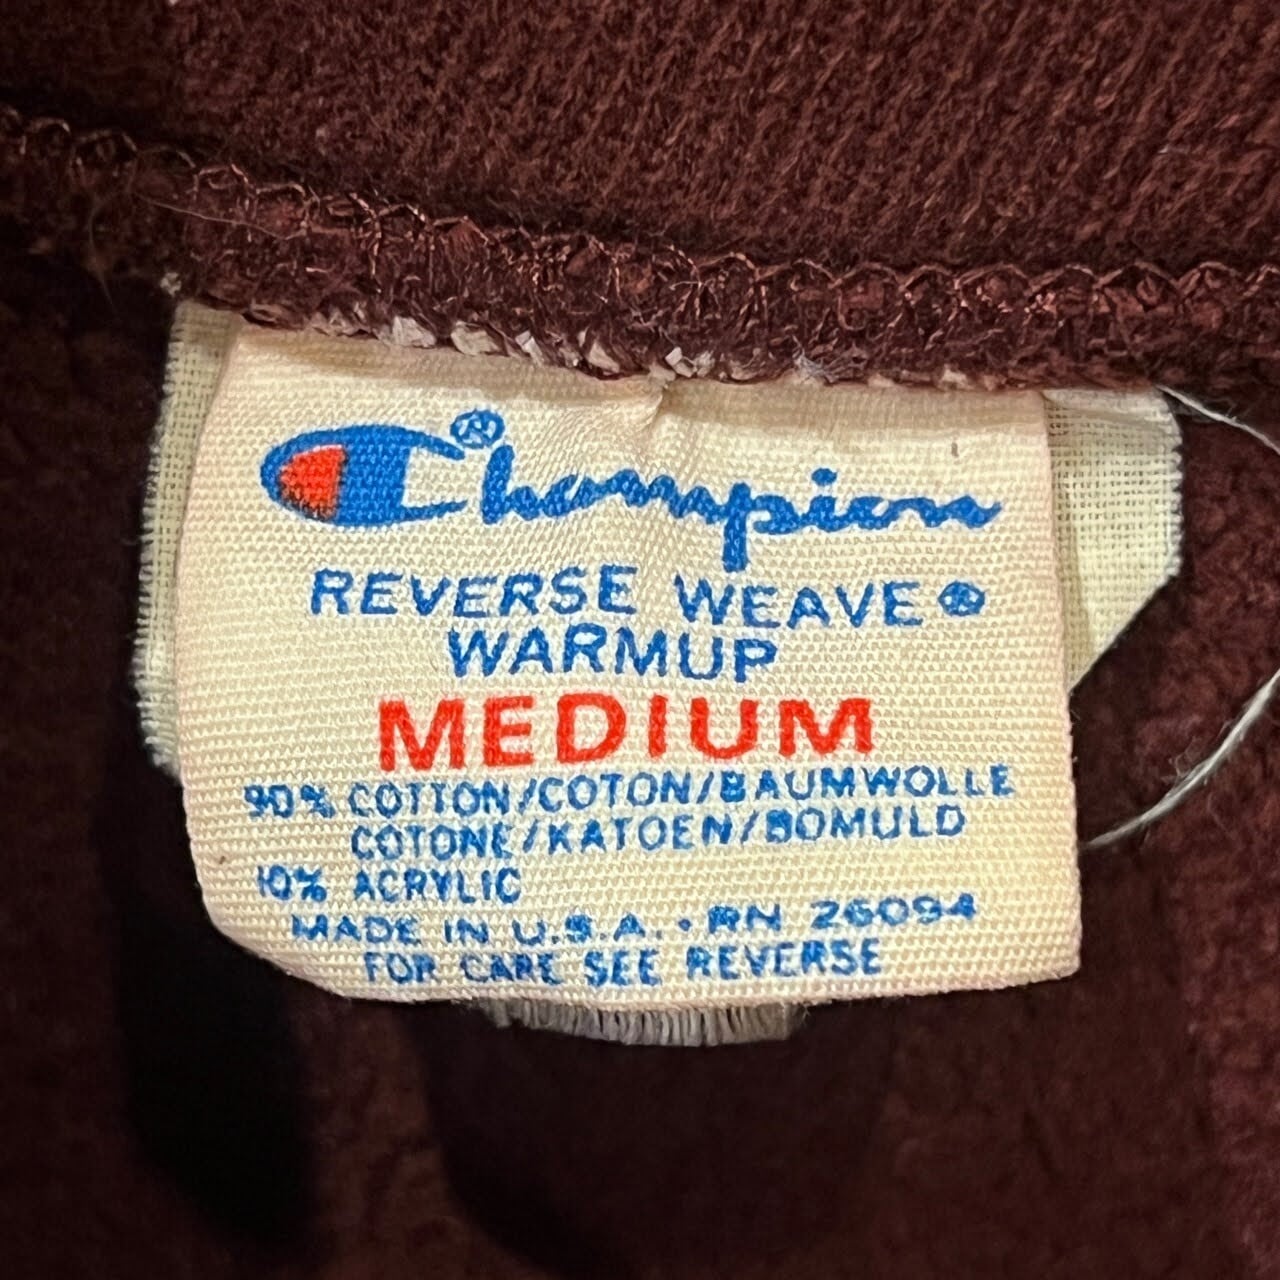 Champion®
REVERSE WEAVE®
WARMUP
MEDIUM
90% COTTON/COTON/BAUMWOLLE
COTONE/KATOEN/BOMULD
10% ACRYLIC
MADE IN U.S.A. • RN 26094
FOR CARE SEE REVERSE